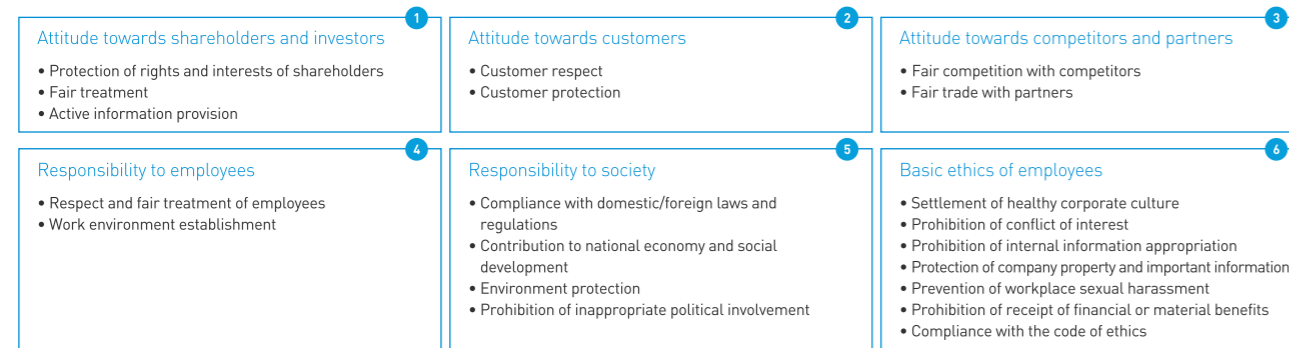 1
Attitude towards shareholders and investors
• Protection of rights and interests of shareholders
• Fair treatment
• Active information provision
2
Attitude towards customers
• Customer respect
• Customer protection
3
Attitude towards competitors and partners
• Fair competition with competitors
• Fair trade with partners
4
Responsibility to employees
• Respect and fair treatment of employees
• Work environment establishment
5
Responsibility to society
• Compliance with domestic/foreign laws and
regulations
• Contribution to national economy and social
development
• Environment protection
• Prohibition of inappropriate political involvement
6
Basic ethics of employees
• Settlement of healthy corporate culture
• Prohibition of conflict of interest
• Prohibition of internal information appropriation
• Protection of company property and important information
• Prevention of workplace sexual harassment
• Prohibition of receipt of financial or material benefits
• Compliance with the code of ethics